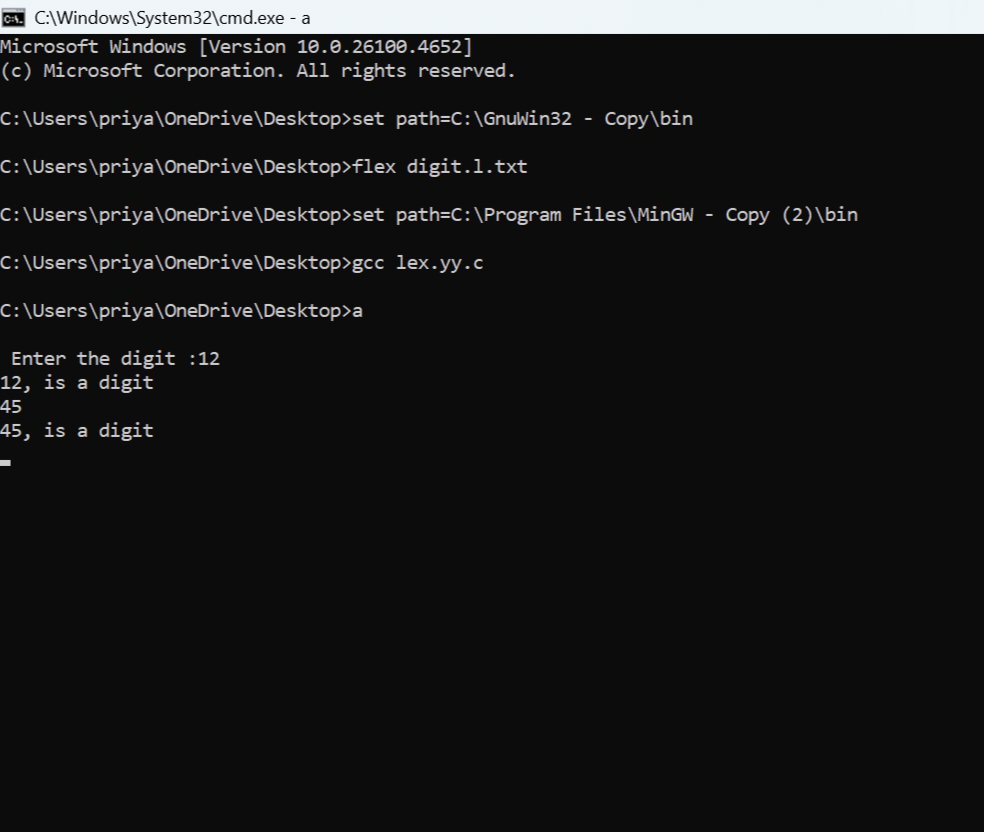 C:\Windows\System32\cmd.exe - a
Microsoft Windows [Version 10.0.26100.4652]
(c) Microsoft Corporation. All rights reserved.
C:\Users\priya\OneDrive\Desktop>set path=C:\GnuWin32 - Copy\bin
C:\Users\priya\OneDrive\Desktop>flex digit.l.txt
C:\Users\priya\OneDrive\Desktop>set path=C:\Program Files\MinGW - Copy (2)\bin
C:\Users\priya\OneDrive\Desktop>gcc lex.yy.c
C:\Users\priya\OneDrive\Desktop>a
Enter the digit :12
12, is a digit
45
45, is a digit